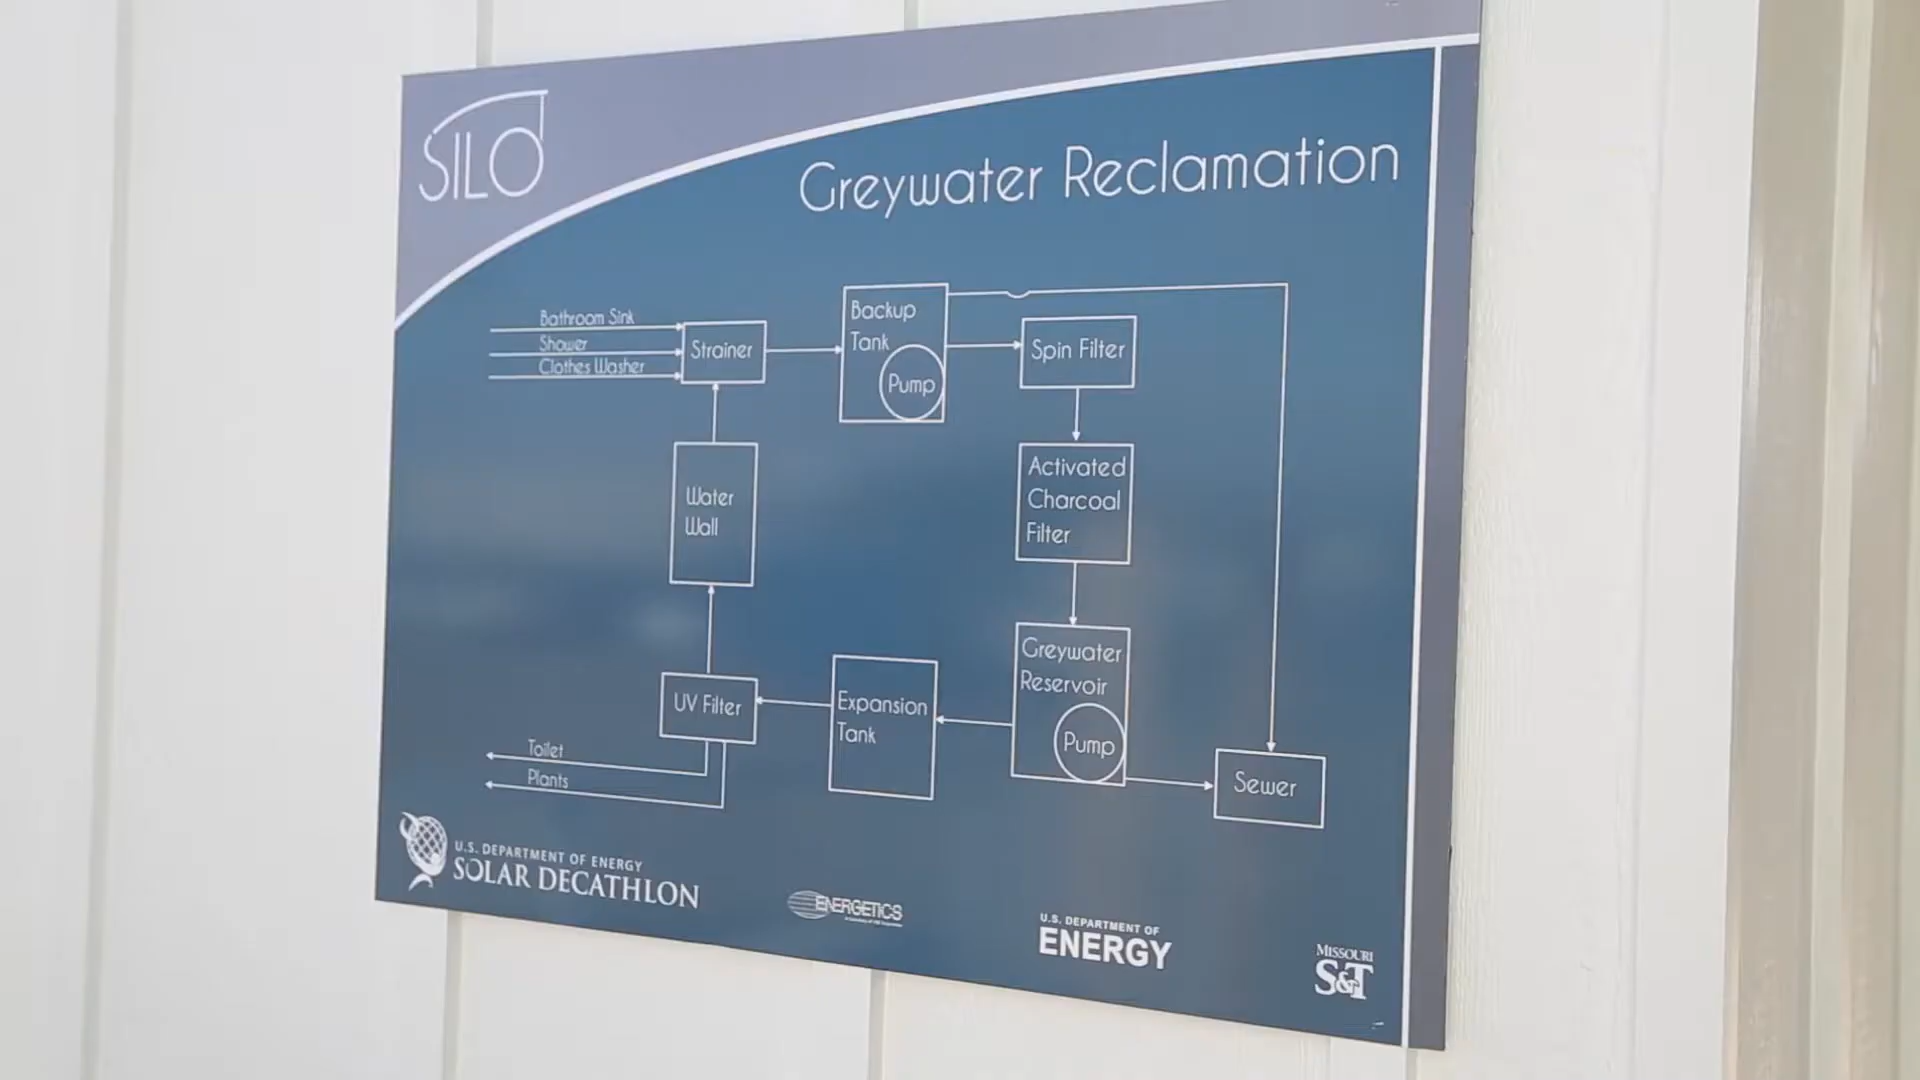 SILO
Greywater Reclamation
Bathroom Sink
Shower
Clothes Washer
Strainer
Backup
Tank
Pump
Spin Filter
Water
Wall
Activated
Charcoal
Filter
Greywater
Reservoir
Pump
UV Filter
Expansion
Tank
Sewer
Toilet
Plants
U.S. DEPARTMENT OF ENERGY
SOLAR DECATHLON
ENERGETICS
U.S. DEPARTMENT OF
ENERGY
MISSOURI
S&T